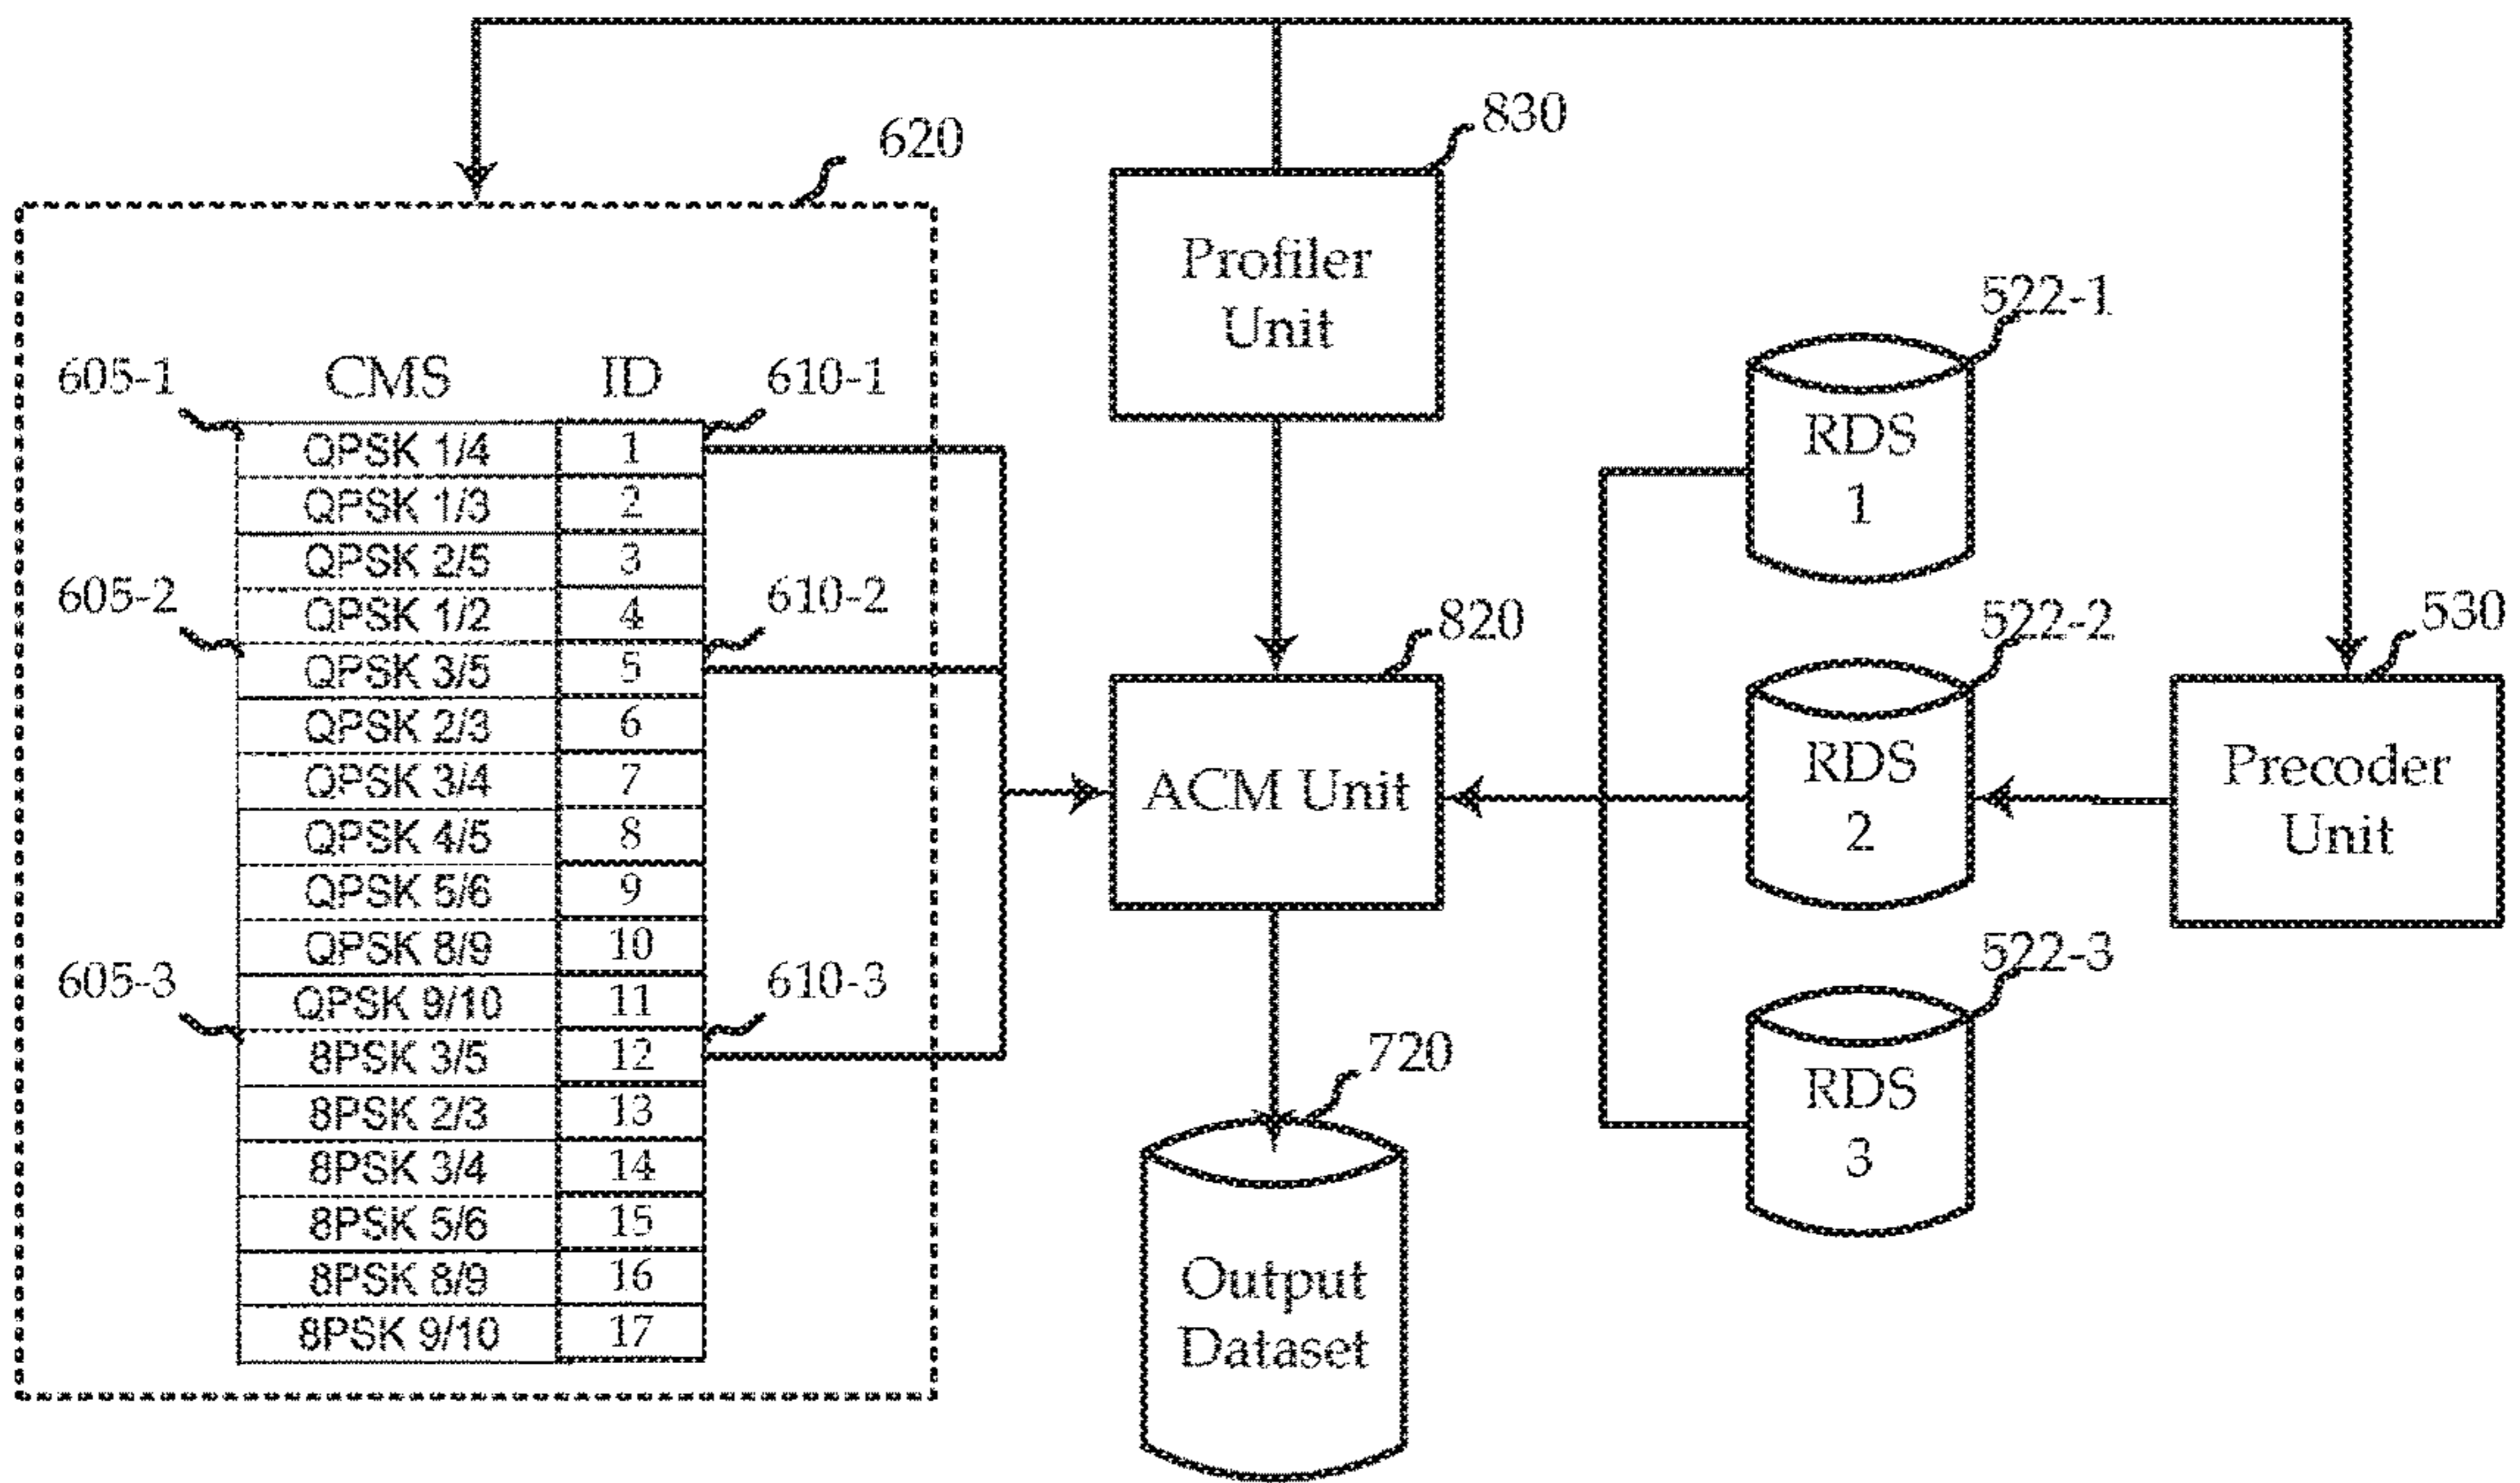 830
620
Profiler
Unit
522-1
605-1 CMS ID 610-1
RDS
1
QPSK 1/4 1
QPSK 1/3 2
QPSK 2/5 3
605-2 610-2
QPSK 1/2 4
820
522-2
530
QPSK 3/5 5
QPSK 2/3 6
QPSK 3/4 7
ACM Unit
RDS
2
Precoder
Unit
QPSK 4/5 8
QPSK 5/6 9
QPSK 8/9 10
605-3 610-3
522-3
QPSK 9/10 11
8PSK 3/5 12
720
RDS
3
8PSK 2/3 13
8PSK 3/4 14
8PSK 5/6 15
8PSK 8/9 16
8PSK 9/10 17
Output
Dataset